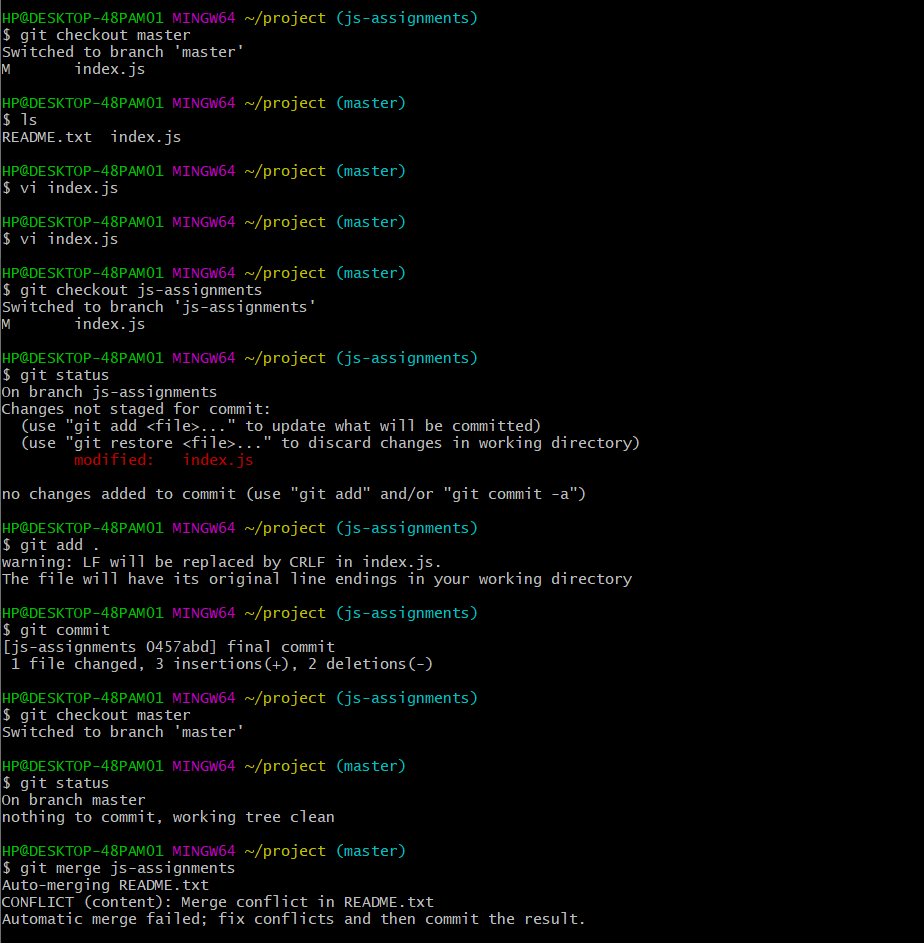 HP@DESKTOP-48PAMO1 MINGW64 ~/project (js-assignments)
$ git checkout master
Switched to branch 'master'
M       index.js
HP@DESKTOP-48PAMO1 MINGW64 ~/project (master)
$ ls
README.txt  index.js
HP@DESKTOP-48PAMO1 MINGW64 ~/project (master)
$ vi index.js
HP@DESKTOP-48PAMO1 MINGW64 ~/project (master)
$ vi index.js
HP@DESKTOP-48PAMO1 MINGW64 ~/project (master)
$ git checkout js-assignments
Switched to branch 'js-assignments'
M       index.js
HP@DESKTOP-48PAMO1 MINGW64 ~/project (js-assignments)
$ git status
On branch js-assignments
Changes not staged for commit:
  (use "git add <file>..." to update what will be committed)
  (use "git restore <file>..." to discard changes in working directory)
        modified:   index.js
no changes added to commit (use "git add" and/or "git commit -a")
HP@DESKTOP-48PAMO1 MINGW64 ~/project (js-assignments)
$ git add .
warning: LF will be replaced by CRLF in index.js.
The file will have its original line endings in your working directory
HP@DESKTOP-48PAMO1 MINGW64 ~/project (js-assignments)
$ git commit
[js-assignments 0457abd] final commit
 1 file changed, 3 insertions(+), 2 deletions(-)
HP@DESKTOP-48PAMO1 MINGW64 ~/project (js-assignments)
$ git checkout master
Switched to branch 'master'
HP@DESKTOP-48PAMO1 MINGW64 ~/project (master)
$ git status
On branch master
nothing to commit, working tree clean
HP@DESKTOP-48PAMO1 MINGW64 ~/project (master)
$ git merge js-assignments
Auto-merging README.txt
CONFLICT (content): Merge conflict in README.txt
Automatic merge failed; fix conflicts and then commit the result.